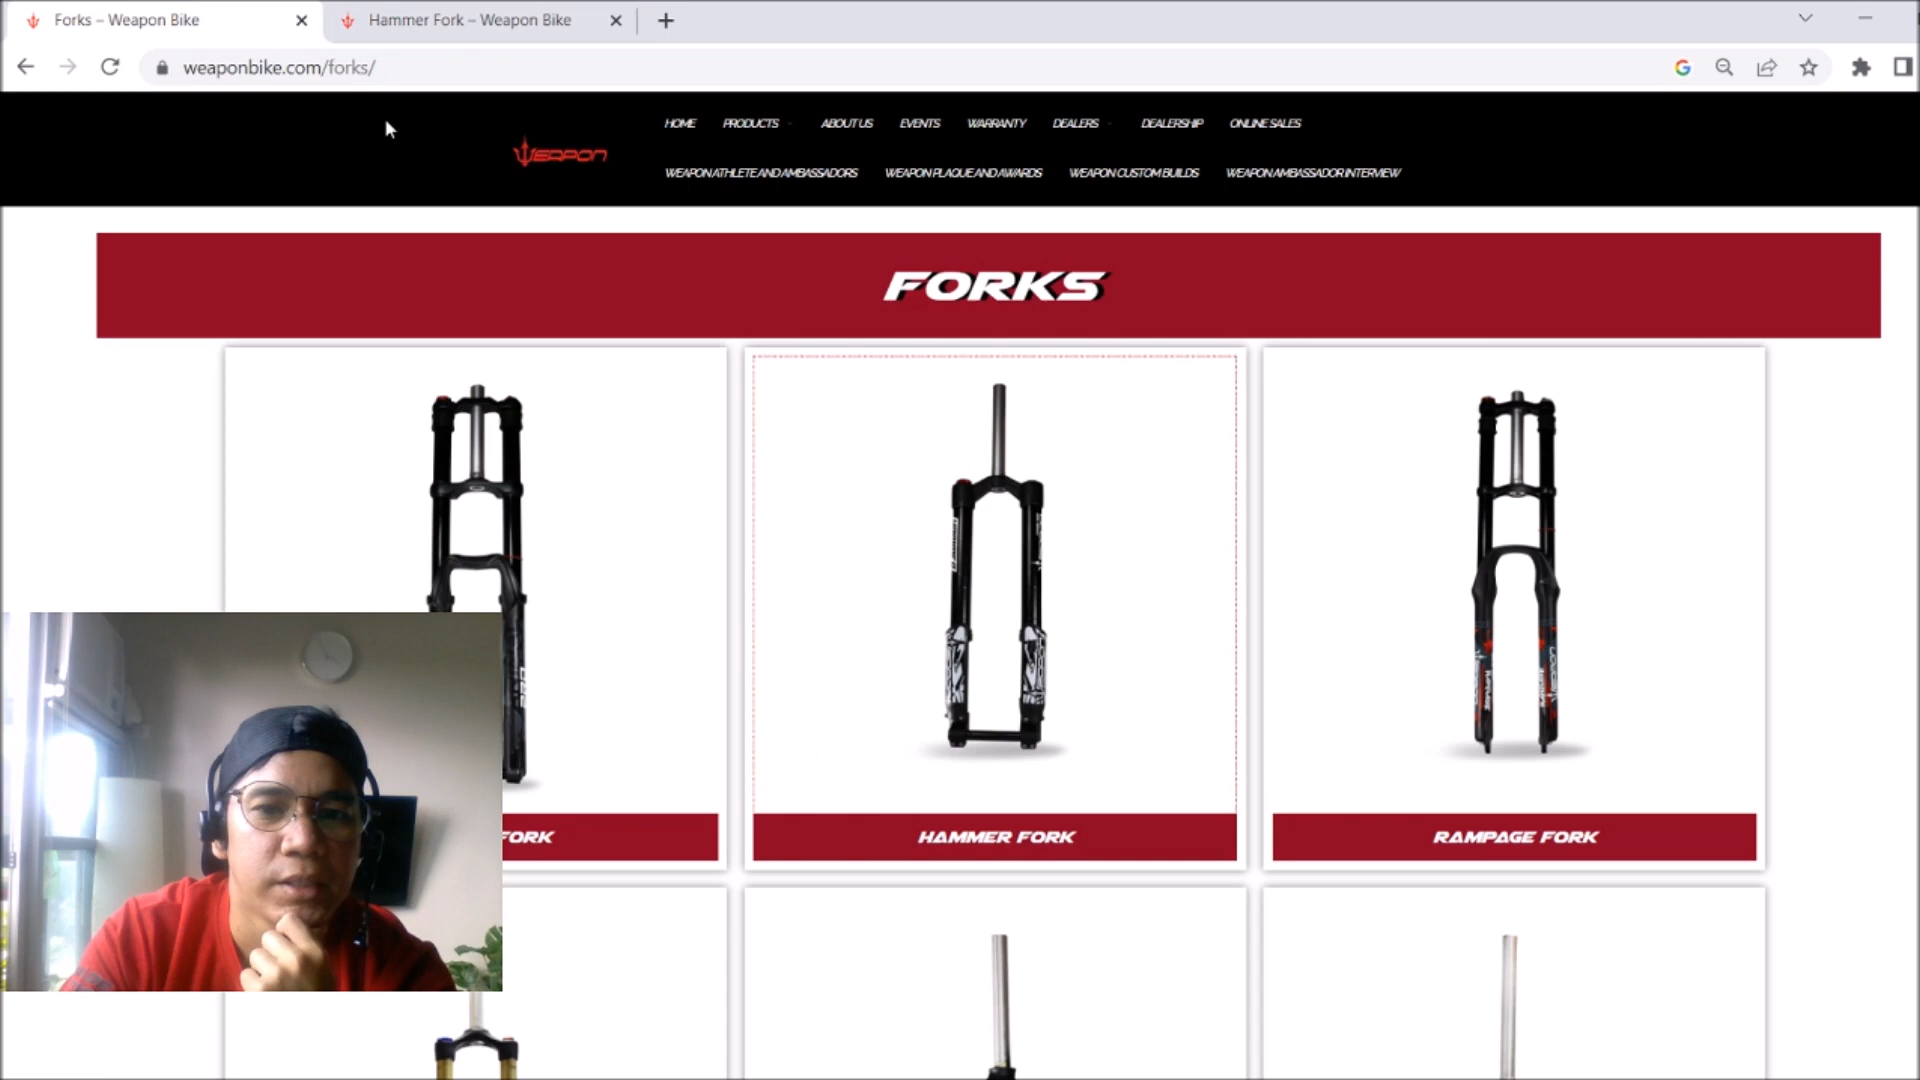 Forks – Weapon Bike
Hammer Fork – Weapon Bike
weaponbike.com/forks/
WEAPON
HOME PRODUCTS ABOUT US EVENTS WARRANTY DEALERS DEALERSHIP ONLINE SALES
WEAPON ATHLETE AND AMBASSADORS WEAPON PLAQUE AND AWARDS WEAPON CUSTOM BUILDS WEAPON AMBASSADOR INTERVIEW
FORKS
FORK
HAMMER FORK
RAMPAGE FORK